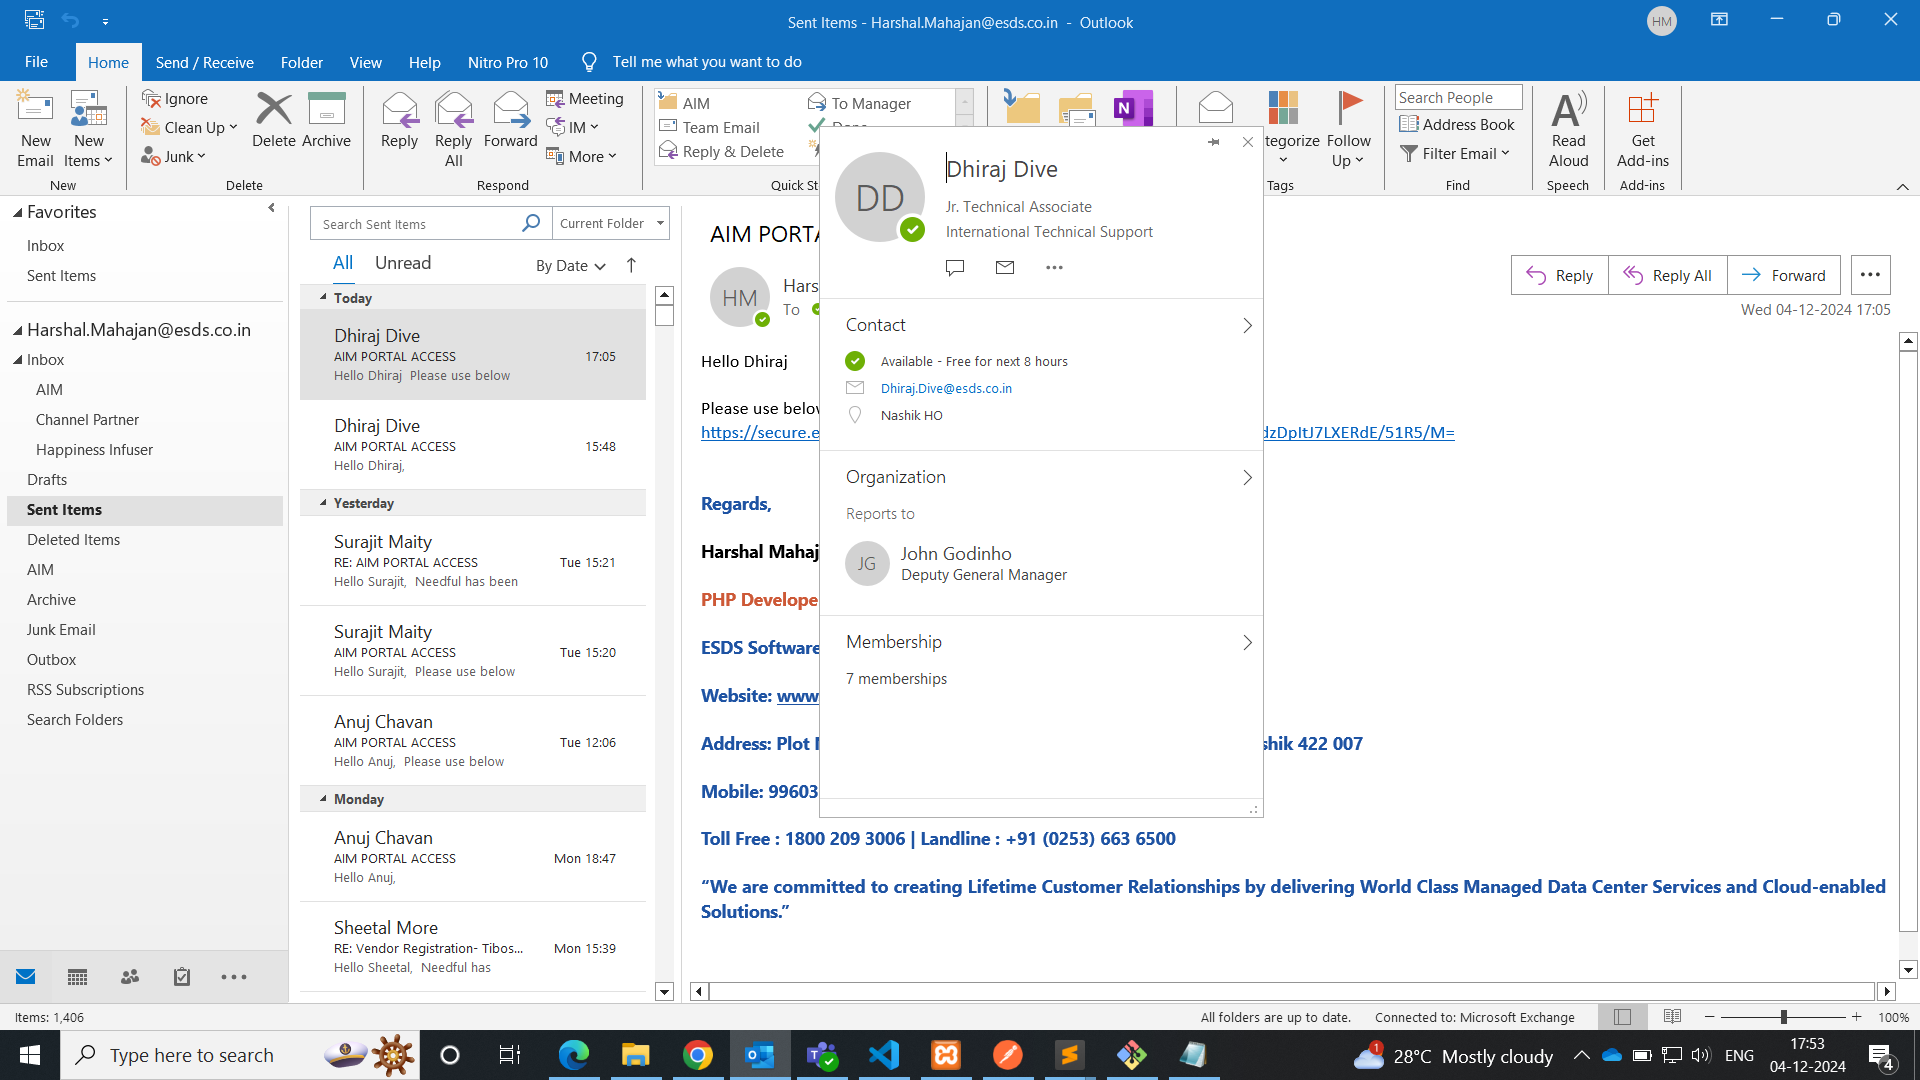 Sent Items - Harshal.Mahajan@esds.co.in - Outlook
HM
File Home Send / Receive Folder View Help Nitro Pro 10 Tell me what you want to do
New Email
New Items
New
Ignore
Clean Up
Junk
Delete
Archive
Delete
Reply
Reply All
Forward
Meeting
IM
More
Respond
AIM
Team Email
Reply & Delete
To Manager
Quick St
tegorize
Follow Up
Tags
Search People
Address Book
Filter Email
Find
Read Aloud
Speech
Get Add-ins
Add-ins
Favorites
Inbox
Sent Items
Harshal.Mahajan@esds.co.in
Inbox
AIM
Channel Partner
Happiness Infuser
Drafts
Sent Items
Deleted Items
AIM
Archive
Junk Email
Outbox
RSS Subscriptions
Search Folders
Search Sent Items Current Folder
All Unread By Date
Today
Dhiraj Dive
AIM PORTAL ACCESS 17:05
Hello Dhiraj Please use below
Dhiraj Dive
AIM PORTAL ACCESS 15:48
Hello Dhiraj,
Yesterday
Surajit Maity
RE: AIM PORTAL ACCESS Tue 15:21
Hello Surajit, Needful has been
Surajit Maity
AIM PORTAL ACCESS Tue 15:20
Hello Surajit, Please use below
Anuj Chavan
AIM PORTAL ACCESS Tue 12:06
Hello Anuj, Please use below
Monday
Anuj Chavan
AIM PORTAL ACCESS Mon 18:47
Hello Anuj,
Sheetal More
RE: Vendor Registration- Tibos... Mon 15:39
Hello Sheetal, Needful has
AIM PORTA
HM
Hars
To
Reply Reply All Forward
Wed 04-12-2024 17:05
Hello Dhiraj
Please use below
https://secure.e dzDpItJ7LXERdE/51R5/M=
Regards,
Harshal Mahaj
PHP Develope
ESDS Software
Website: www
Address: Plot N shik 422 007
Mobile: 99603
Toll Free : 1800 209 3006 | Landline : +91 (0253) 663 6500
“We are committed to creating Lifetime Customer Relationships by delivering World Class Managed Data Center Services and Cloud-enabled
Solutions.”
DD
Dhiraj Dive
Jr. Technical Associate
International Technical Support
Contact
Available - Free for next 8 hours
Dhiraj.Dive@esds.co.in
Nashik HO
Organization
Reports to
JG
John Godinho
Deputy General Manager
Membership
7 memberships
Items: 1,406
All folders are up to date. Connected to: Microsoft Exchange 100%
Type here to search
1 28°C Mostly cloudy ENG
17:53
04-12-2024
4